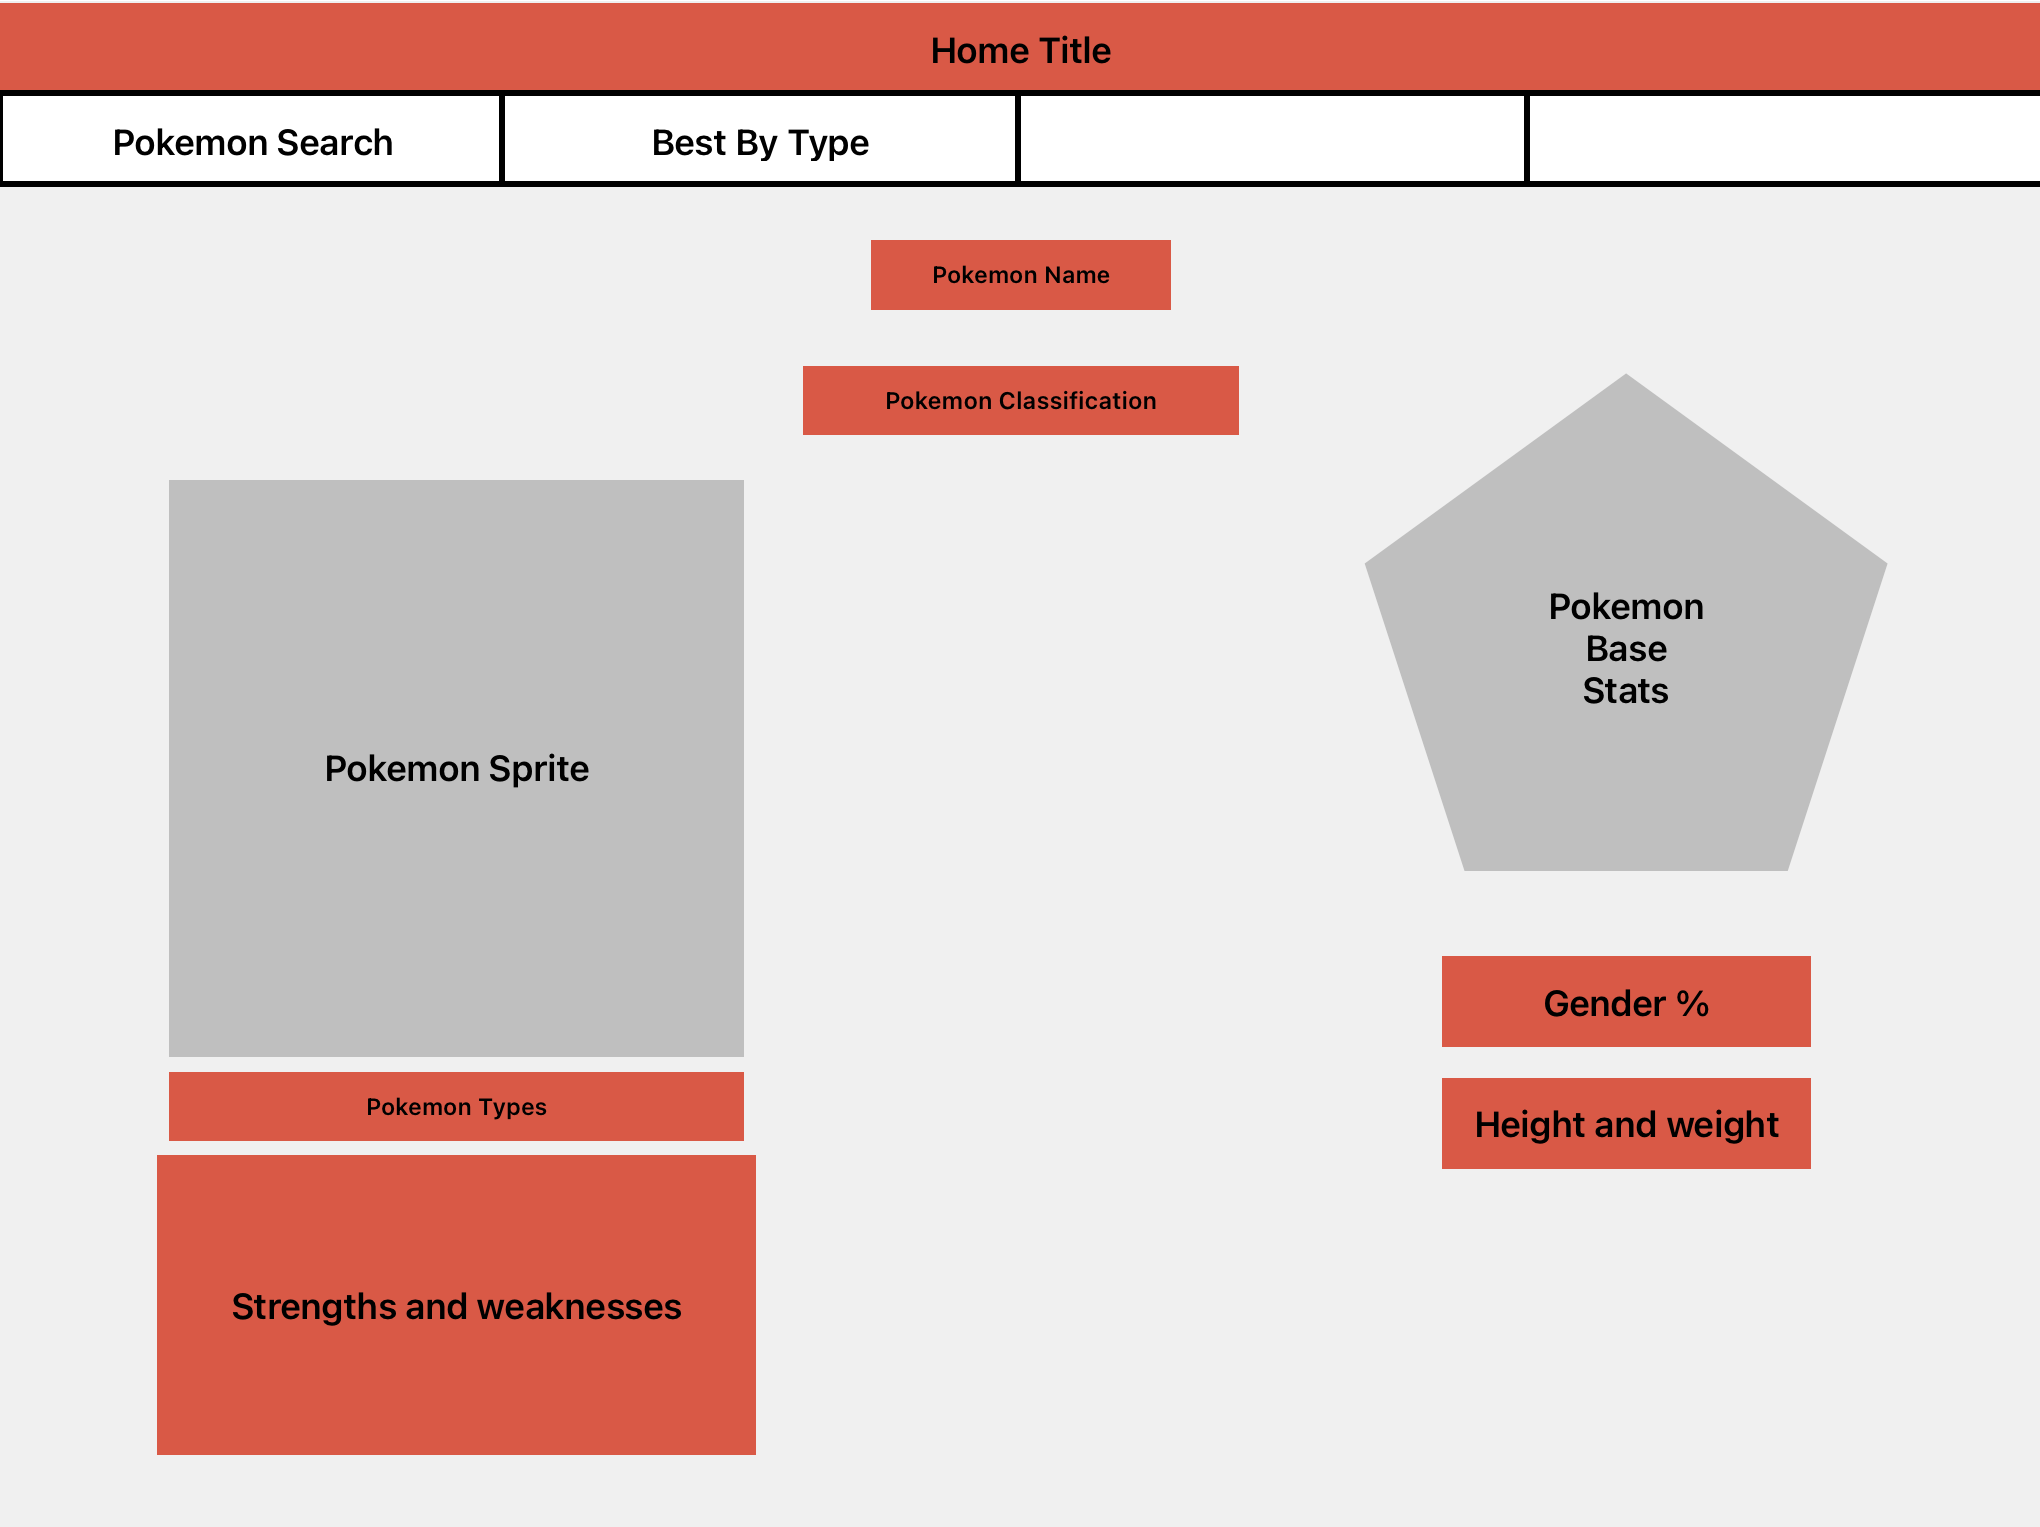 Home Title
Pokemon Search
Best By Type
Pokemon Name
Pokemon Classification
Pokemon
Base
Stats
Pokemon Sprite
Gender %
Pokemon Types
Height and weight
Strengths and weaknesses